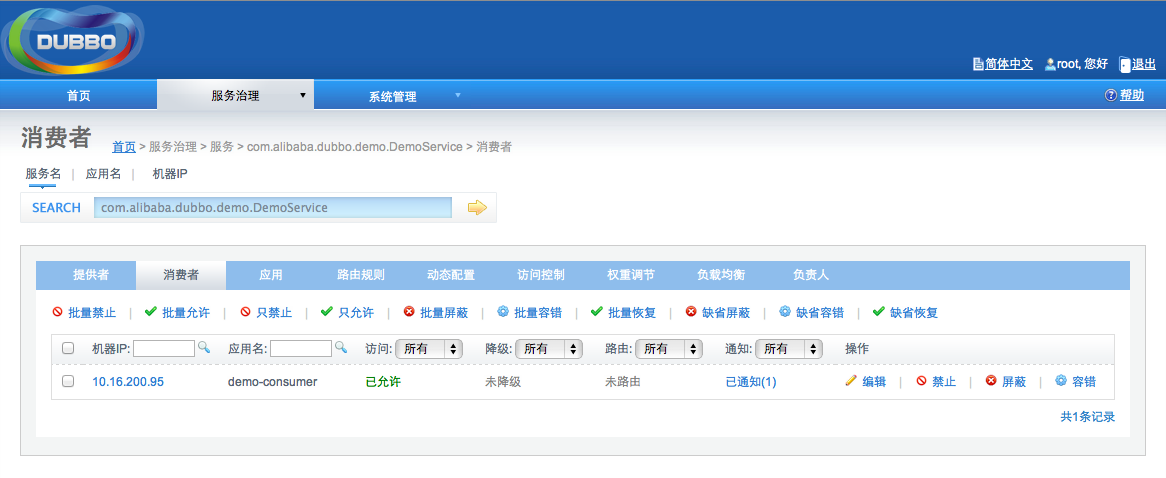 DUBBO
简体中文 root, 您好 退出
首页 服务治理 系统管理 帮助
消费者 首页 > 服务治理 > 服务 > com.alibaba.dubbo.demo.DemoService > 消费者
服务名 | 应用名 | 机器IP
SEARCH com.alibaba.dubbo.demo.DemoService
提供者 消费者 应用 路由规则 动态配置 访问控制 权重调节 负载均衡 负责人
批量禁止 | 批量允许 | 只禁止 | 只允许 | 批量屏蔽 | 批量容错 | 批量恢复 | 缺省屏蔽 | 缺省容错 | 缺省恢复
机器IP: 应用名: 访问: 所有 降级: 所有 路由: 所有 通知: 所有 操作
10.16.200.95 demo-consumer 已允许 未降级 未路由 已通知(1) 编辑 | 禁止 | 屏蔽 | 容错
共1条记录